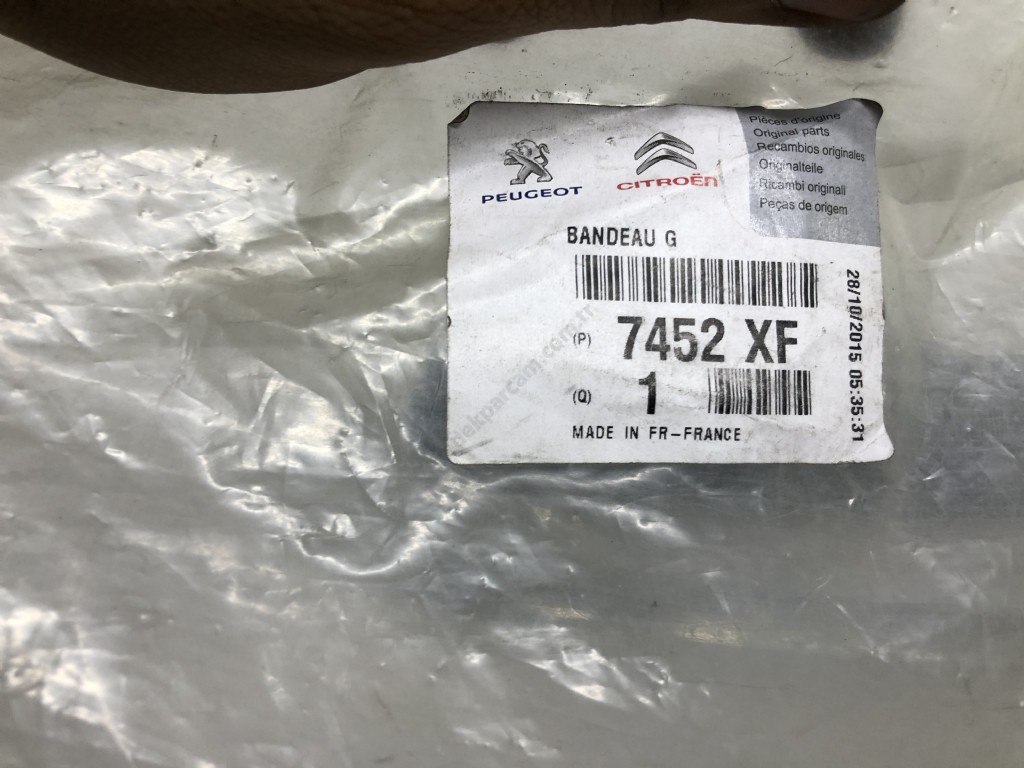 Pièces d'origine
Original parts
Recambios originales
Originalteile
Ricambi originali
Peças de origem
PEUGEOT
CITROËN
BANDEAU G
(P) 7452 XF
(Q) 1
MADE IN FR-FRANCE
28/10/2015 05:35:31